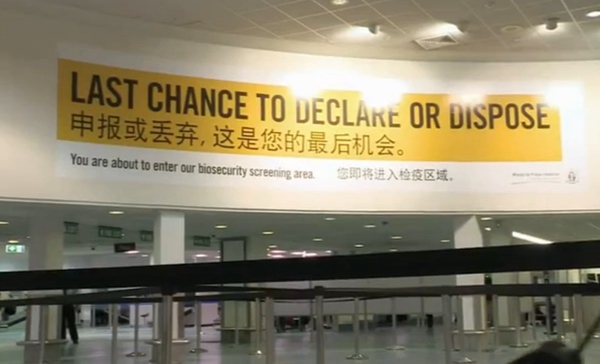 LAST CHANCE TO DECLARE OR DISPOSE
申报或丢弃, 这是您的最后机会。
You are about to enter our biosecurity screening area. 您即将进入检疫区域。